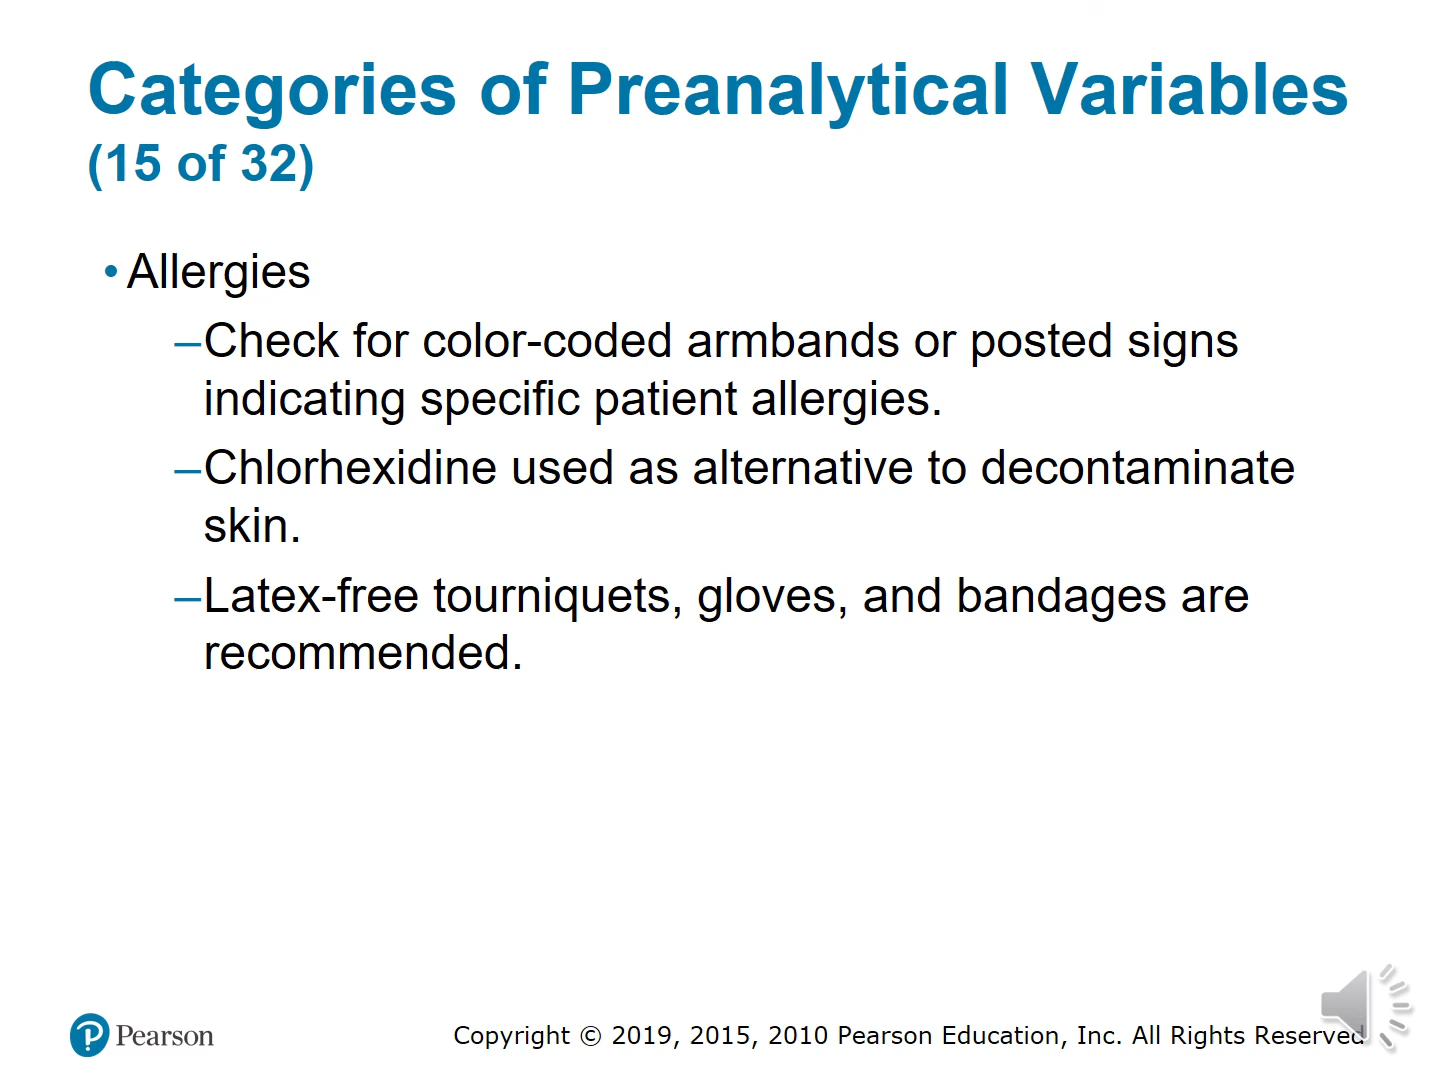 Categories of Preanalytical Variables
(15 of 32)
• Allergies
–Check for color-coded armbands or posted signs
indicating specific patient allergies.
–Chlorhexidine used as alternative to decontaminate
skin.
–Latex-free tourniquets, gloves, and bandages are
recommended.
Pearson
Copyright © 2019, 2015, 2010 Pearson Education, Inc. All Rights Reserved